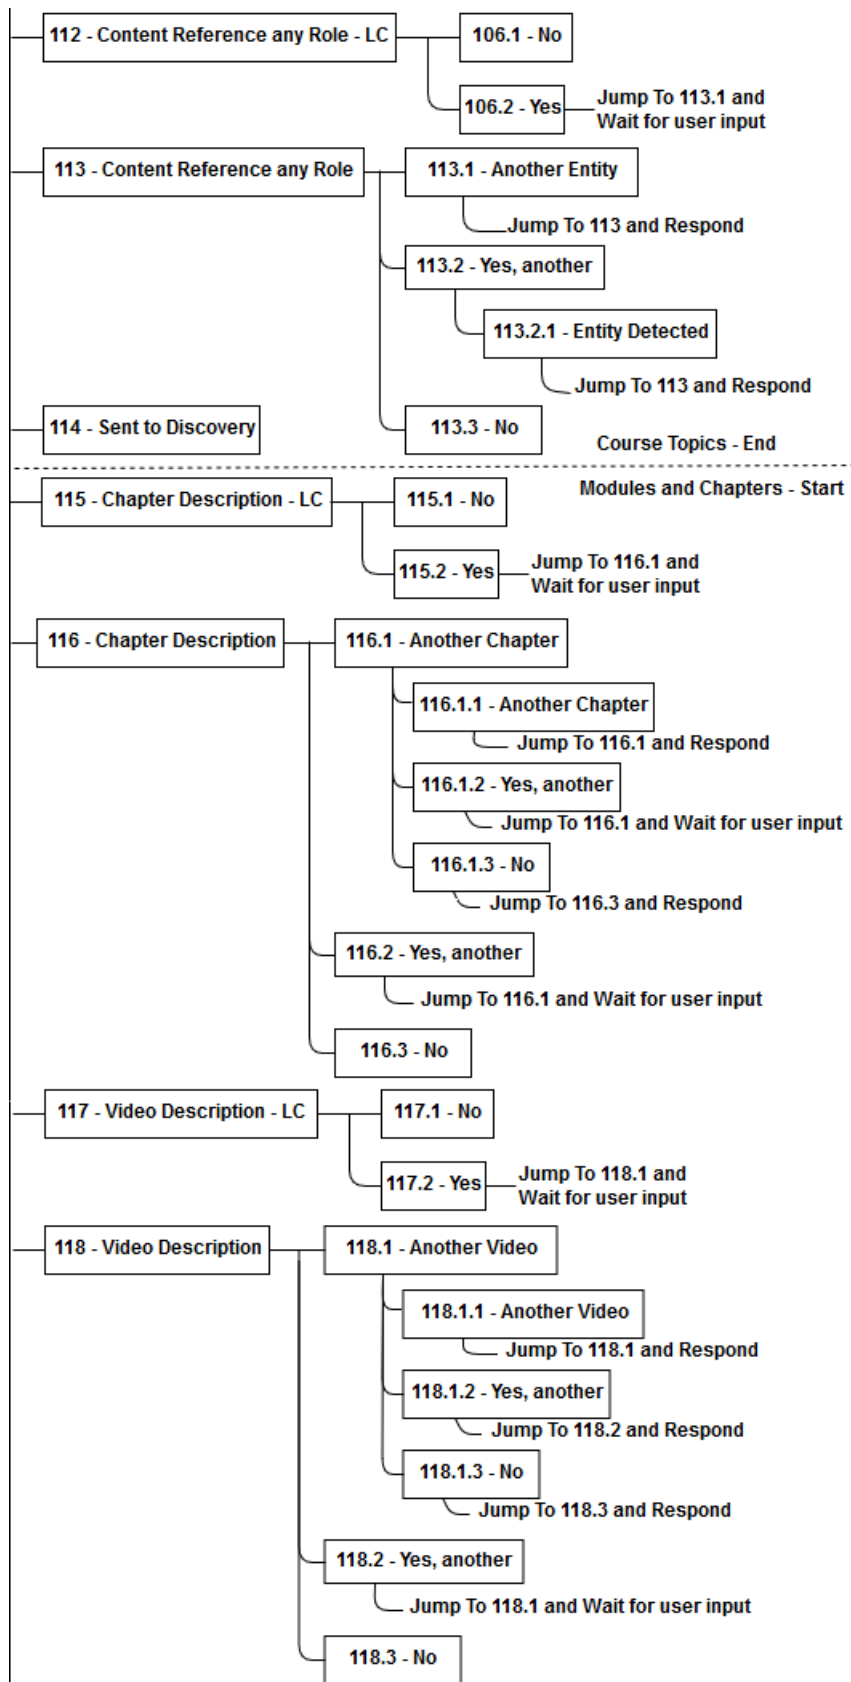 112 - Content Reference any Role - LC
106.1 - No
106.2 - Yes
Jump To 113.1 and
Wait for user input
113 - Content Reference any Role
113.1 - Another Entity
Jump To 113 and Respond
113.2 - Yes, another
113.2.1 - Entity Detected
Jump To 113 and Respond
114 - Sent to Discovery
113.3 - No
Course Topics - End
Modules and Chapters - Start
115 - Chapter Description - LC
115.1 - No
115.2 - Yes
Jump To 116.1 and
Wait for user input
116 - Chapter Description
116.1 - Another Chapter
116.1.1 - Another Chapter
Jump To 116.1 and Respond
116.1.2 - Yes, another
Jump To 116.1 and Wait for user input
116.1.3 - No
Jump To 116.3 and Respond
116.2 - Yes, another
Jump To 116.1 and Wait for user input
116.3 - No
117 - Video Description - LC
117.1 - No
117.2 - Yes
Jump To 118.1 and
Wait for user input
118 - Video Description
118.1 - Another Video
118.1.1 - Another Video
Jump To 118.1 and Respond
118.1.2 - Yes, another
Jump To 118.2 and Respond
118.1.3 - No
Jump To 118.3 and Respond
118.2 - Yes, another
Jump To 118.1 and Wait for user input
118.3 - No